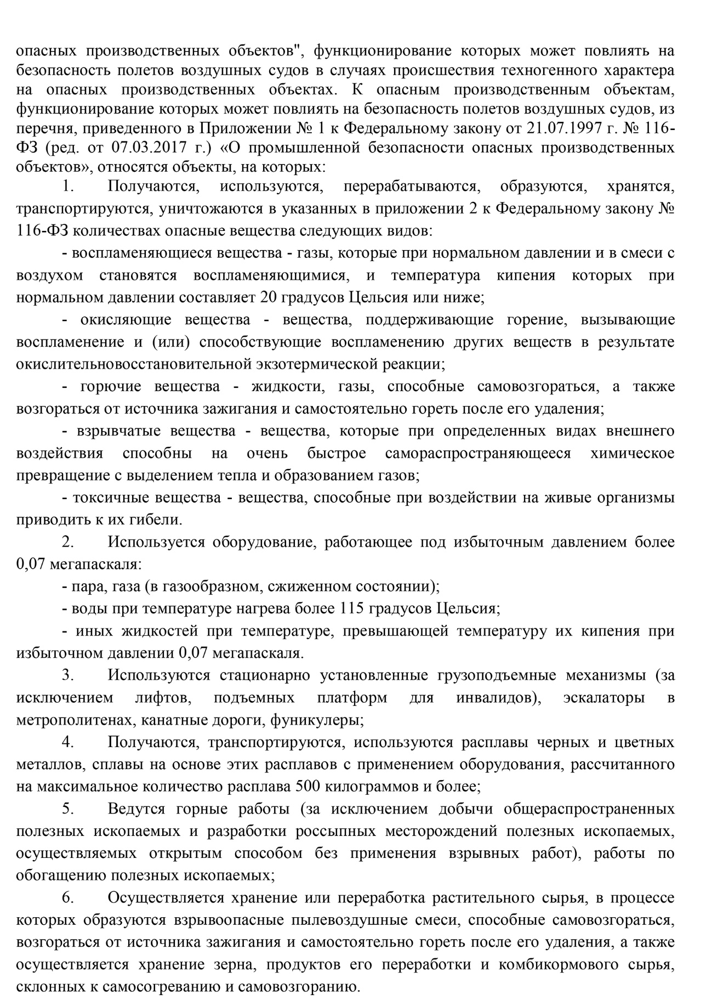 опасных производственных объектов", функционирование которых может повлиять на
безопасность полетов воздушных судов в случаях происшествия техногенного характера
на опасных производственных объектах. К опасным производственным объектам,
функционирование которых может повлиять на безопасность полетов воздушных судов, из
перечня, приведенного в Приложении № 1 к Федеральному закону от 21.07.1997 г. № 116-
ФЗ (ред. от 07.03.2017 г.) «О промышленной безопасности опасных производственных
объектов», относятся объекты, на которых:
1. Получаются, используются, перерабатываются, образуются, хранятся,
транспортируются, уничтожаются в указанных в приложении 2 к Федеральному закону №
116-ФЗ количествах опасные вещества следующих видов:
- воспламеняющиеся вещества - газы, которые при нормальном давлении и в смеси с
воздухом становятся воспламеняющимися, и температура кипения которых при
нормальном давлении составляет 20 градусов Цельсия или ниже;
- окисляющие вещества - вещества, поддерживающие горение, вызывающие
воспламенение и (или) способствующие воспламенению других веществ в результате
окислительновосстановительной экзотермической реакции;
- горючие вещества - жидкости, газы, способные самовозгораться, а также
возгораться от источника зажигания и самостоятельно гореть после его удаления;
- взрывчатые вещества - вещества, которые при определенных видах внешнего
воздействия способны на очень быстрое самораспространяющееся химическое
превращение с выделением тепла и образованием газов;
- токсичные вещества - вещества, способные при воздействии на живые организмы
приводить к их гибели.
2. Используется оборудование, работающее под избыточным давлением более
0,07 мегапаскаля:
- пара, газа (в газообразном, сжиженном состоянии);
- воды при температуре нагрева более 115 градусов Цельсия;
- иных жидкостей при температуре, превышающей температуру их кипения при
избыточном давлении 0,07 мегапаскаля.
3. Используются стационарно установленные грузоподъемные механизмы (за
исключением лифтов, подъемных платформ для инвалидов), эскалаторы в
метрополитенах, канатные дороги, фуникулеры;
4. Получаются, транспортируются, используются расплавы черных и цветных
металлов, сплавы на основе этих расплавов с применением оборудования, рассчитанного
на максимальное количество расплава 500 килограммов и более;
5. Ведутся горные работы (за исключением добычи общераспространенных
полезных ископаемых и разработки россыпных месторождений полезных ископаемых,
осуществляемых открытым способом без применения взрывных работ), работы по
обогащению полезных ископаемых;
6. Осуществляется хранение или переработка растительного сырья, в процессе
которых образуются взрывоопасные пылевоздушные смеси, способные самовозгораться,
возгораться от источника зажигания и самостоятельно гореть после его удаления, а также
осуществляется хранение зерна, продуктов его переработки и комбикормового сырья,
склонных к самосогреванию и самовозгоранию.